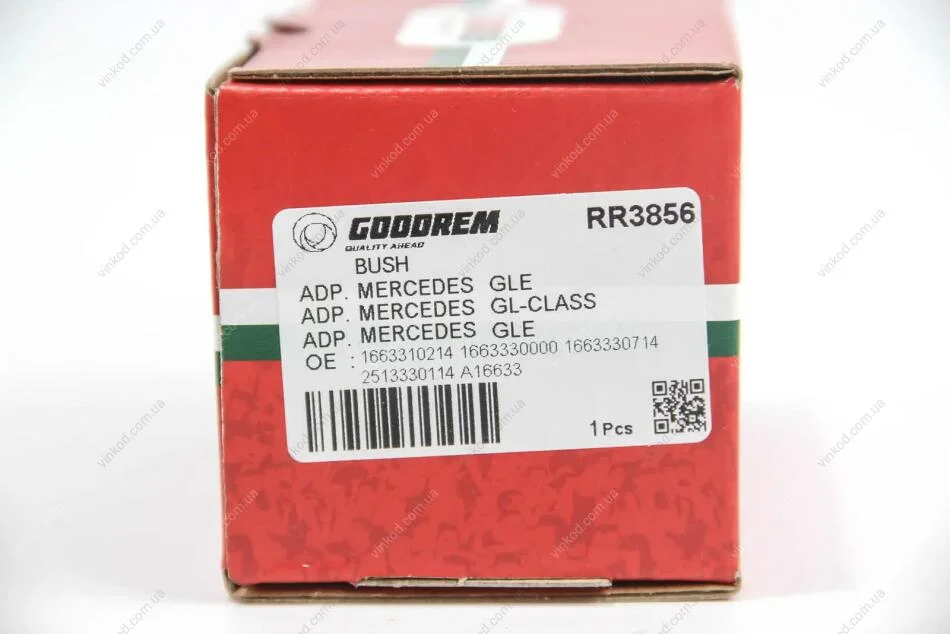 GOODREM
QUALITY AHEAD
RR3856
BUSH
ADP. MERCEDES GLE
ADP. MERCEDES GL-CLASS
ADP. MERCEDES GLE
OE : 1663310214 1663330000 1663330714
2513330114 A16633
1 Pcs
vinkod.com.ua